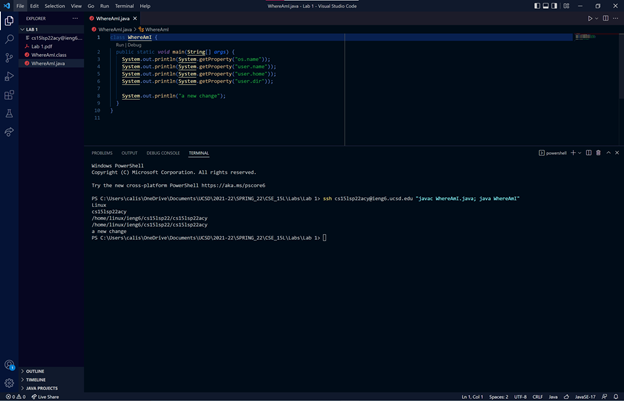 File Edit Selection View Go Run Terminal Help
WhereAmI.java - Lab 1 - Visual Studio Code
EXPLORER
LAB 1
cs15lsp22acy@ieng6...
Lab 1.pdf
WhereAmI.class
WhereAmI.java
OUTLINE
TIMELINE
JAVA PROJECTS
WhereAmI.java
WhereAmI.java > WhereAmI
1 class WhereAmI {
Run | Debug
2 public static void main(String[] args) {
3 System.out.println(System.getProperty("os.name"));
4 System.out.println(System.getProperty("user.name"));
5 System.out.println(System.getProperty("user.home"));
6 System.out.println(System.getProperty("user.dir"));
7
8 System.out.println("a new change");
9 }
10 }
11
PROBLEMS OUTPUT DEBUG CONSOLE TERMINAL
powershell
Windows PowerShell
Copyright (C) Microsoft Corporation. All rights reserved.
Try the new cross-platform PowerShell https://aka.ms/pscore6
PS C:\Users\calis\OneDrive\Documents\UCSD\2021-22\SPRING_22\CSE_15L\Labs\Lab 1> ssh cs15lsp22acy@ieng6.ucsd.edu "javac WhereAmI.java; java WhereAmI"
Linux
cs15lsp22acy
/home/linux/ieng6/cs15lsp22/cs15lsp22acy
/home/linux/ieng6/cs15lsp22/cs15lsp22acy
a new change
PS C:\Users\calis\OneDrive\Documents\UCSD\2021-22\SPRING_22\CSE_15L\Labs\Lab 1>
0 0 Live Share
Ln 1, Col 1 Spaces: 2 UTF-8 CRLF Java JavaSE-17